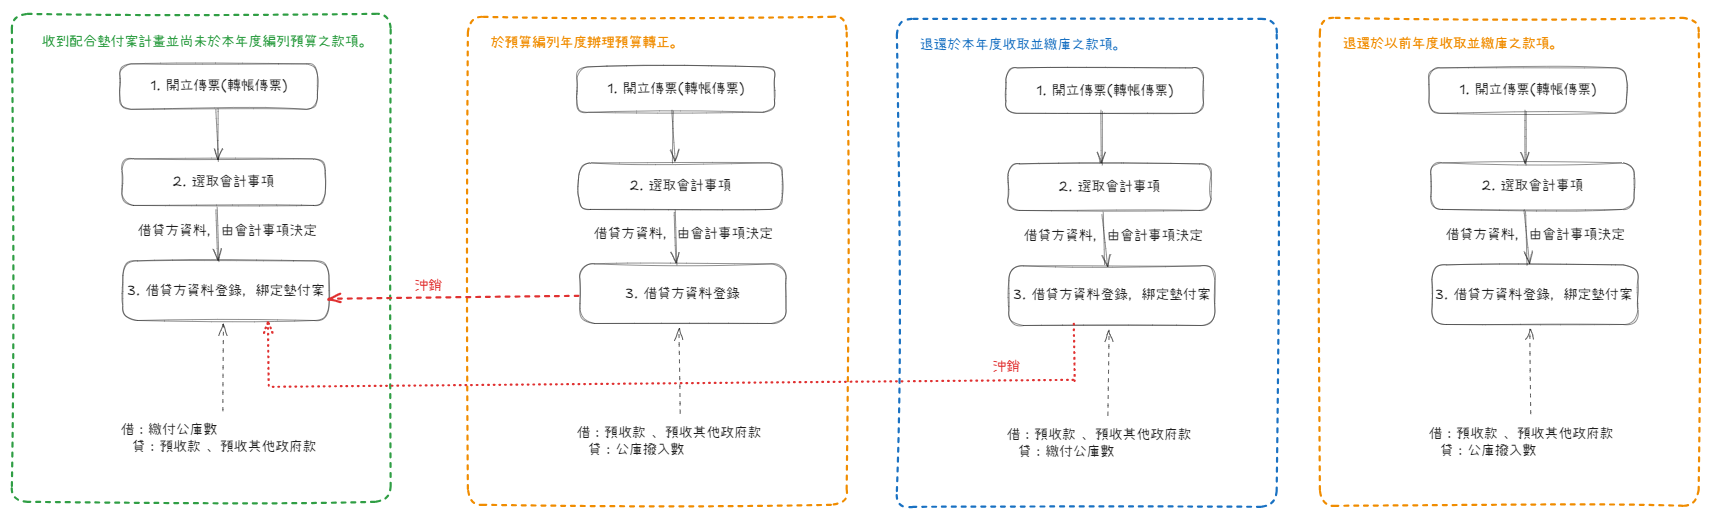 收到配合墊付案計畫並尚未於本年度編列預算之款項。
1. 開立傳票(轉帳傳票)
2. 選取會計事項
借貸方資料，由會計事項決定
3. 借貸方資料登錄，綁定墊付案
借：繳付公庫數
貸：預收款、預收其他政府款
於預算編列年度辦理預算轉正。
1. 開立傳票(轉帳傳票)
2. 選取會計事項
借貸方資料，由會計事項決定
3. 借貸方資料登錄
沖銷
借：預收款、預收其他政府款
貸：公庫撥入數
退還於本年度收取並繳庫之款項。
1. 開立傳票(轉帳傳票)
2. 選取會計事項
借貸方資料，由會計事項決定
3. 借貸方資料登錄，綁定墊付案
沖銷
借：預收款、預收其他政府款
貸：繳付公庫數
退還於以前年度收取並繳庫之款項。
1. 開立傳票(轉帳傳票)
2. 選取會計事項
借貸方資料，由會計事項決定
3. 借貸方資料登錄，綁定墊付案
借：預收款、預收其他政府款
貸：公庫撥入數